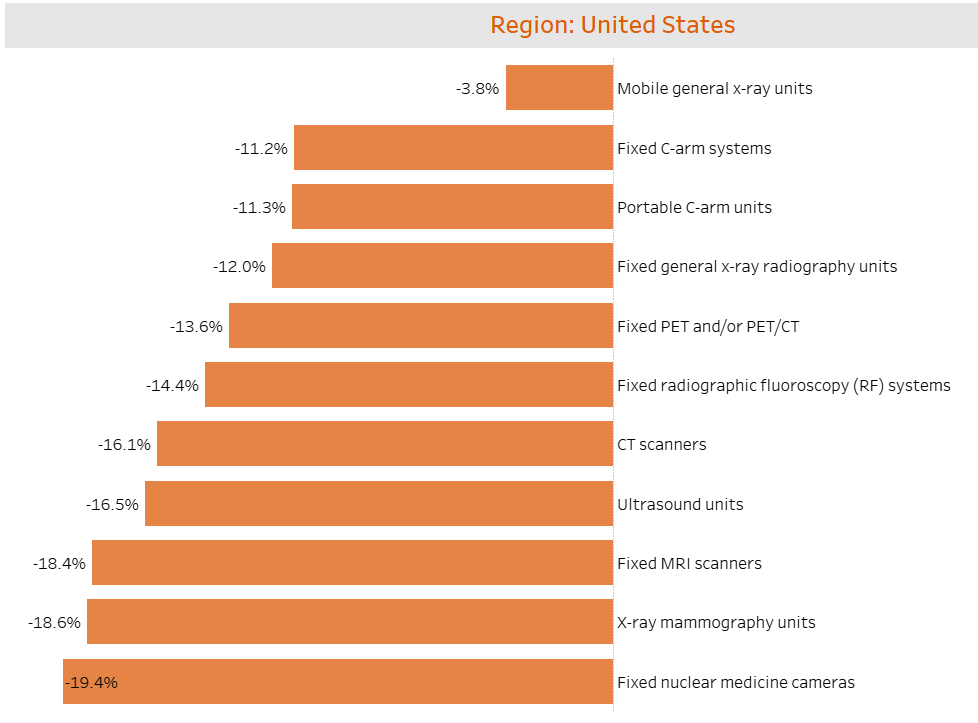 Region: United States
-3.8% Mobile general x-ray units
-11.2% Fixed C-arm systems
-11.3% Portable C-arm units
-12.0% Fixed general x-ray radiography units
-13.6% Fixed PET and/or PET/CT
-14.4% Fixed radiographic fluoroscopy (RF) systems
-16.1% CT scanners
-16.5% Ultrasound units
-18.4% Fixed MRI scanners
-18.6% X-ray mammography units
-19.4% Fixed nuclear medicine cameras